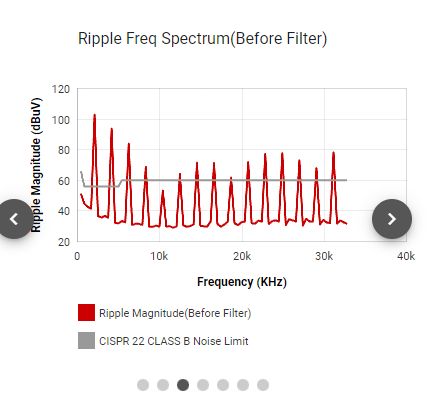 Ripple Freq Spectrum(Before Filter)
Ripple Magnitude (dBuV)
120
100
80
60
40
20
0
10k
20k
30k
40k
Frequency (KHz)
Ripple Magnitude(Before Filter)
CISPR 22 CLASS B Noise Limit